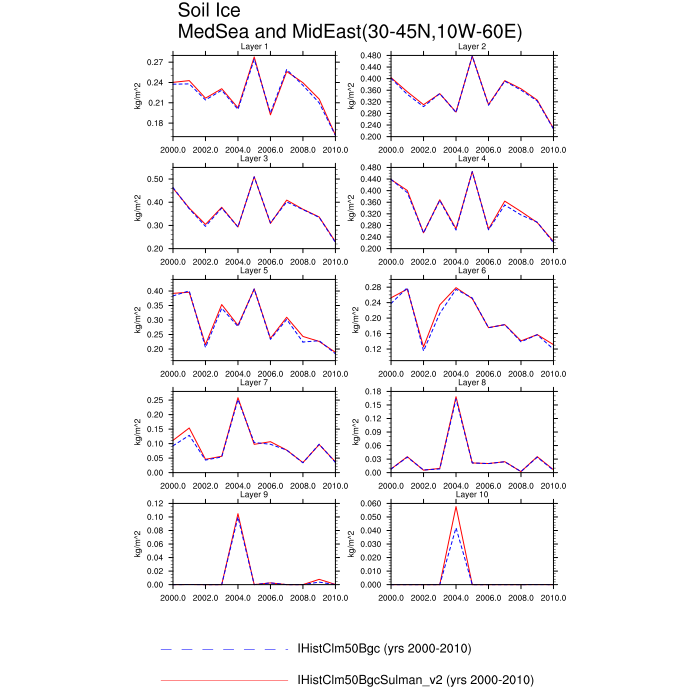 Soil Ice
MedSea and MidEast(30-45N,10W-60E)
Layer 1
kg/m^2
0.27
0.24
0.21
0.18
2000.0 2002.0 2004.0 2006.0 2008.0 2010.0
Layer 2
kg/m^2
0.480
0.440
0.400
0.360
0.320
0.280
0.240
0.200
2000.0 2002.0 2004.0 2006.0 2008.0 2010.0
Layer 3
kg/m^2
0.50
0.40
0.30
0.20
2000.0 2002.0 2004.0 2006.0 2008.0 2010.0
Layer 4
kg/m^2
0.480
0.440
0.400
0.360
0.320
0.280
0.240
0.200
2000.0 2002.0 2004.0 2006.0 2008.0 2010.0
Layer 5
kg/m^2
0.40
0.35
0.30
0.25
0.20
2000.0 2002.0 2004.0 2006.0 2008.0 2010.0
Layer 6
kg/m^2
0.28
0.24
0.20
0.16
0.12
2000.0 2002.0 2004.0 2006.0 2008.0 2010.0
Layer 7
kg/m^2
0.25
0.20
0.15
0.10
0.05
0.00
2000.0 2002.0 2004.0 2006.0 2008.0 2010.0
Layer 8
kg/m^2
0.18
0.15
0.12
0.09
0.06
0.03
0.00
2000.0 2002.0 2004.0 2006.0 2008.0 2010.0
Layer 9
kg/m^2
0.12
0.10
0.08
0.06
0.04
0.02
0.00
2000.0 2002.0 2004.0 2006.0 2008.0 2010.0
Layer 10
kg/m^2
0.060
0.050
0.040
0.030
0.020
0.010
0.000
2000.0 2002.0 2004.0 2006.0 2008.0 2010.0
IHistClm50Bgc (yrs 2000-2010)
IHistClm50BgcSulman_v2 (yrs 2000-2010)